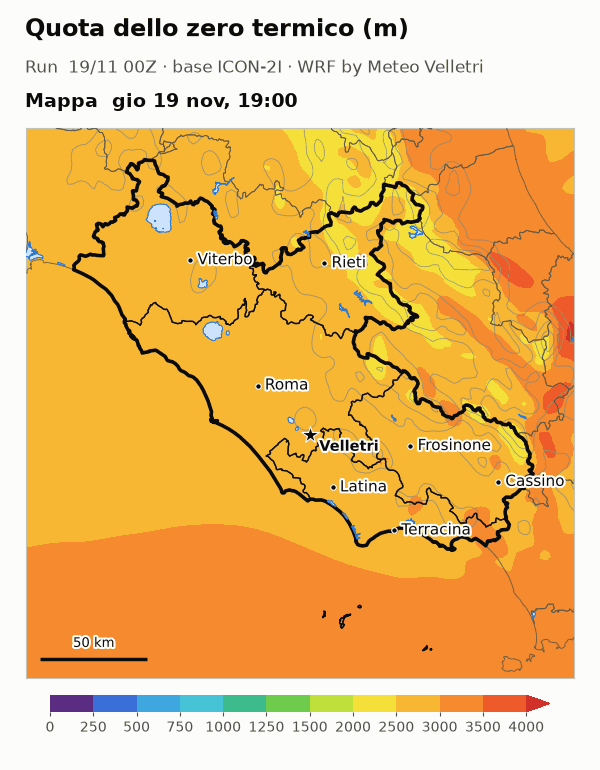 Quota dello zero termico (m)
Run  19/11 00Z · base ICON-2I · WRF by Meteo Velletri
Mappa  gio 19 nov, 19:00
Viterbo
Rieti
Roma
Velletri
Frosinone
Latina
Cassino
Terracina
50 km
0 250 500 750 1000 1250 1500 2000 2500 3000 3500 4000